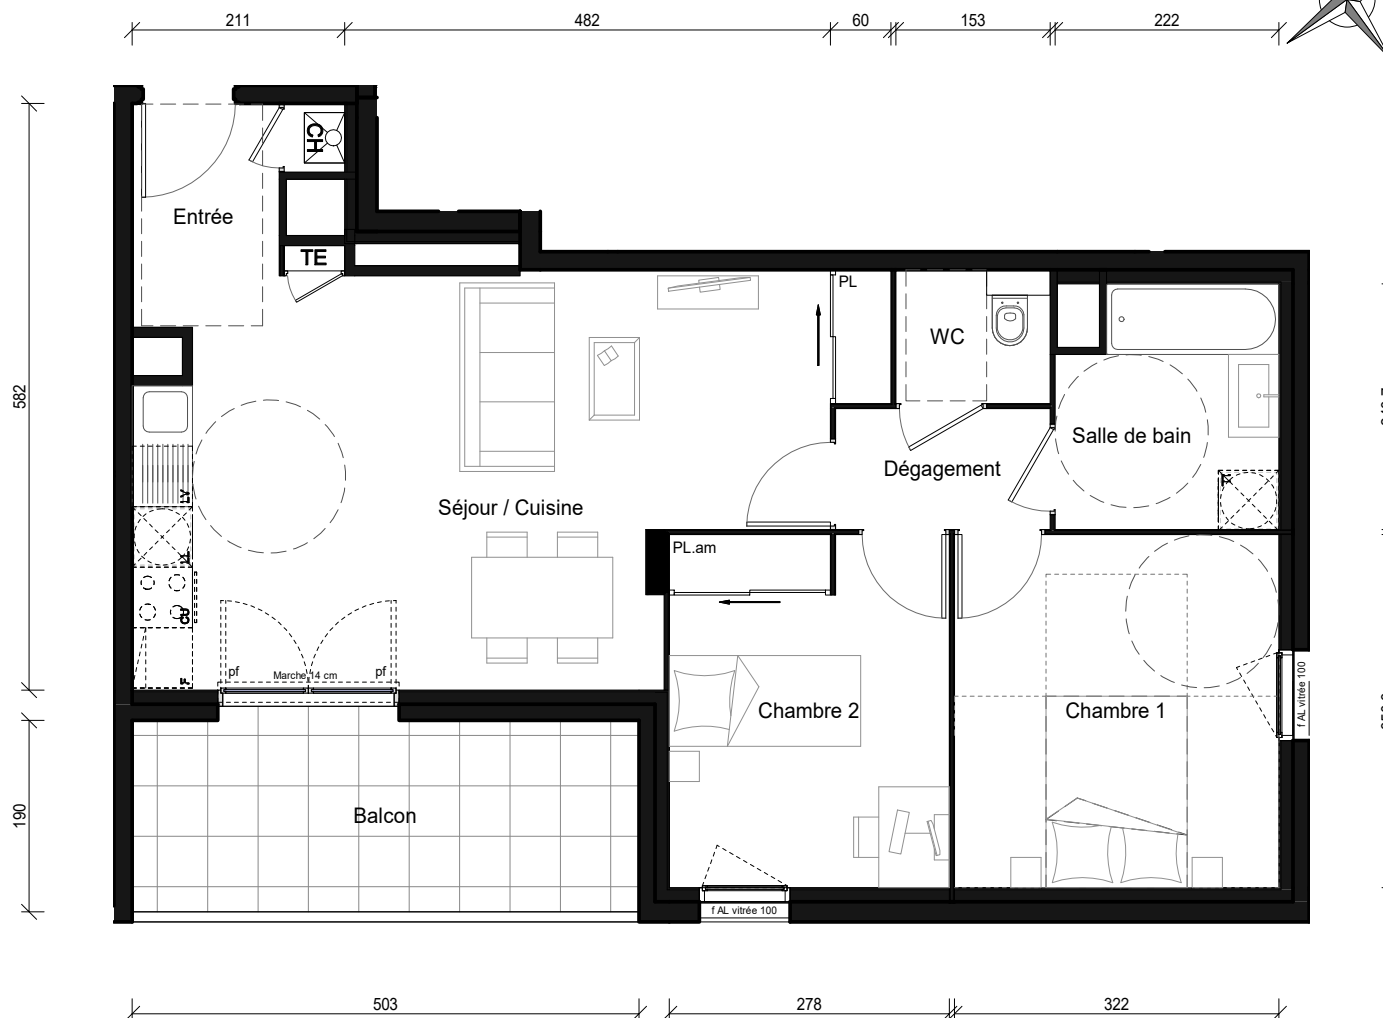 211
482
60
153
222
CH
Entrée
TE
PL
WC
582
Salle de bain
Dégagement
LV
Séjour / Cuisine
LL
PL.am
LL
CU
pf
Marche 14 cm
pf
F
Chambre 2
Chambre 1
f AL vitrée 100
190
Balcon
f AL vitrée 100
503
278
322